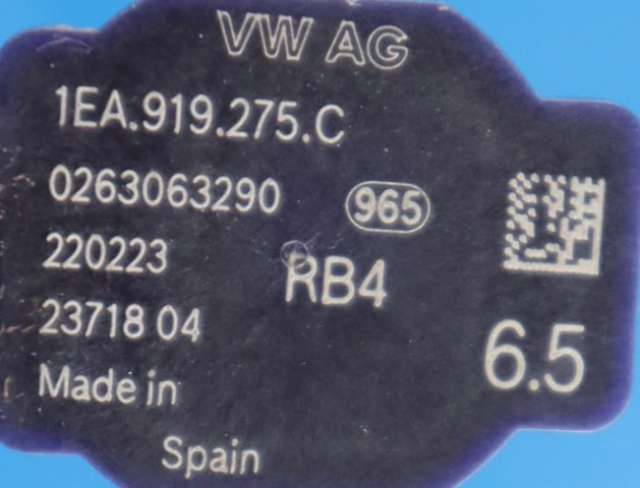 VW AG
1EA.919.275.C
0263063290 965
220223 RB4
23718 04 6.5
Made in
Spain